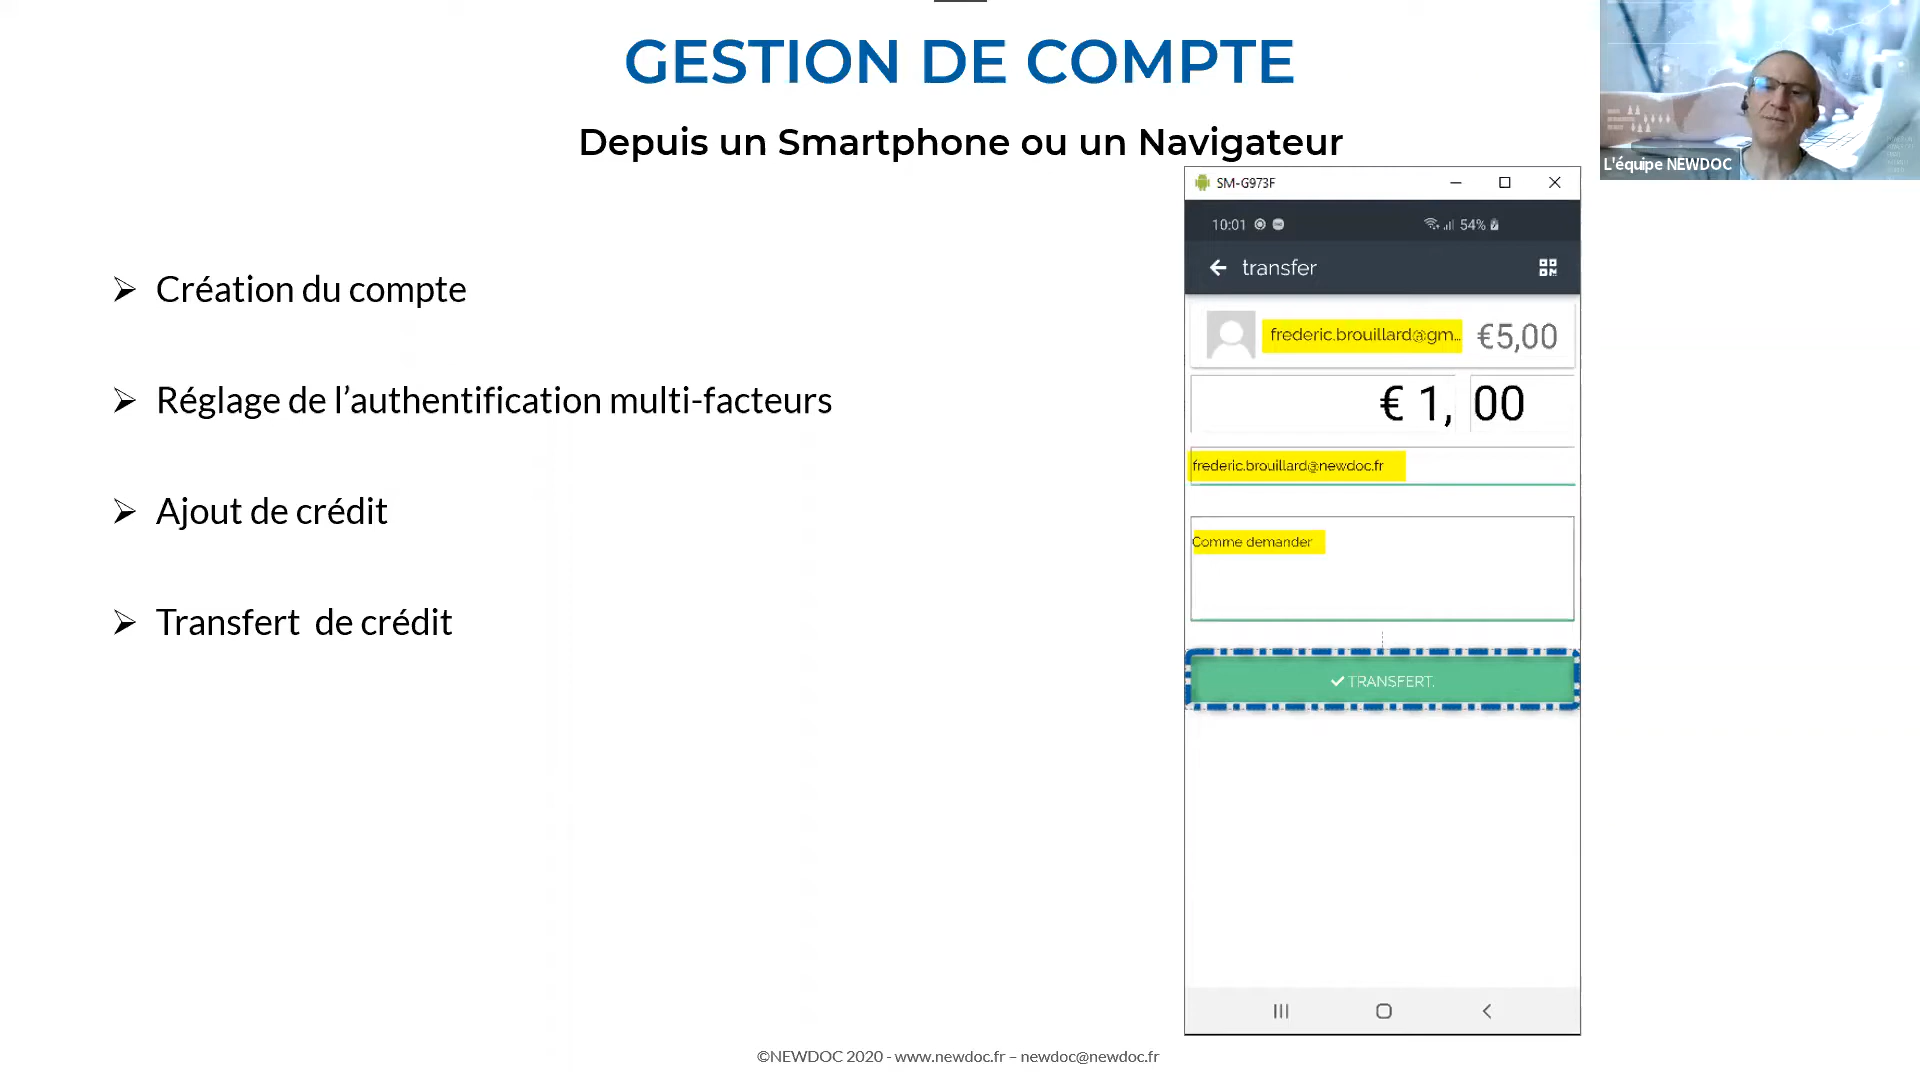 GESTION DE COMPTE
Depuis un Smartphone ou un Navigateur
L'équipe NEWDOC
➢ Création du compte
➢ Réglage de l’authentification multi-facteurs
➢ Ajout de crédit
➢ Transfert  de crédit
SM-G973F
10:01
54%
transfer
frederic.brouillard@gm...
€5,00
€ 1, 00
frederic.brouillard@newdoc.fr
Comme demander
TRANSFERT.
©NEWDOC 2020 - www.newdoc.fr – newdoc@newdoc.fr